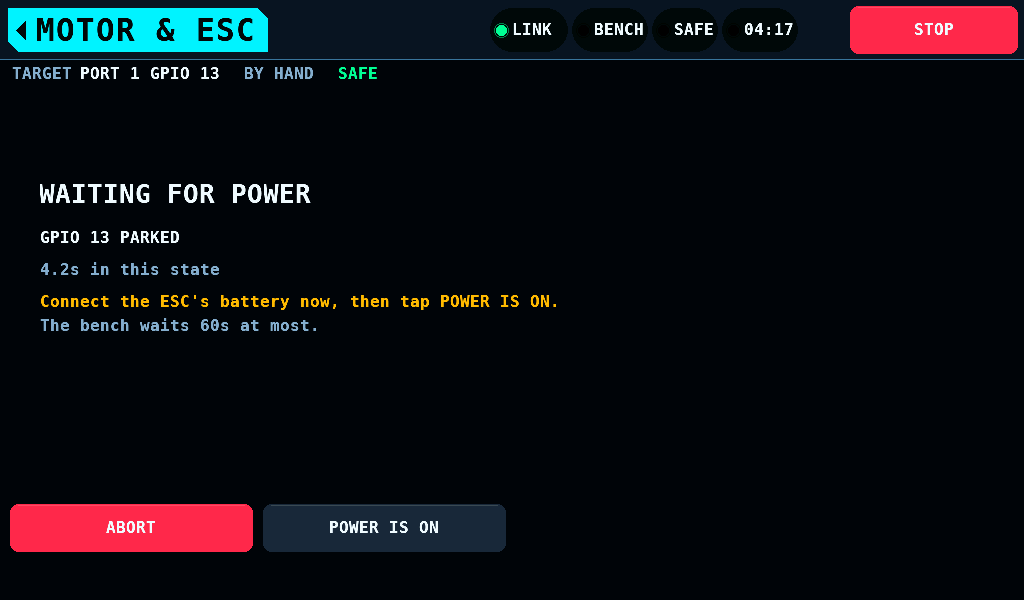 MOTOR & ESC
LINK
BENCH
SAFE
04:17
STOP
TARGET PORT 1 GPIO 13 BY HAND SAFE
WAITING FOR POWER
GPIO 13 PARKED
4.2s in this state
Connect the ESC's battery now, then tap POWER IS ON.
The bench waits 60s at most.
ABORT
POWER IS ON